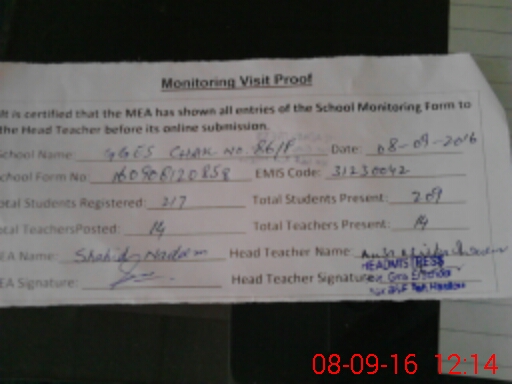 Monitoring Visit Proof
It is certified that the MEA has shown all entries of the School Monitoring Form to
the Head Teacher before its online submission.
School Name: GGES CHAK NO. 86/P Date: 08-09-2016
School Form No: 160908120858 EMIS Code: 31230042
Total Students Registered: 217 Total Students Present: 209
Total TeachersPosted: 14 Total Teachers Present: 14
MEA Name: Shahid Nadeem Head Teacher Name:
MEA Signature: Head Teacher Signature:
HEADMISTRESS
08-09-16 12:14